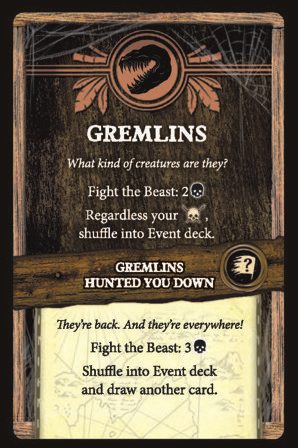 GREMLINS
What kind of creatures are they?
Fight the Beast: 2
Regardless your ,
shuffle into Event deck.
?
GREMLINS
HUNTED YOU DOWN
They're back. And they're everywhere!
Fight the Beast: 3
Shuffle into Event deck
and draw another card.